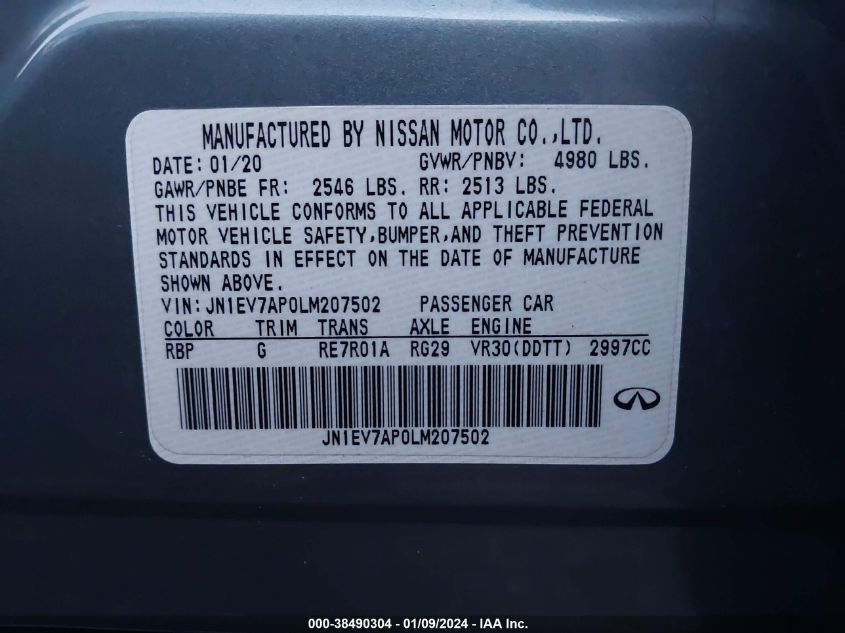 MANUFACTURED BY NISSAN MOTOR CO.,LTD.
DATE: 01/20 GVWR/PNBV: 4980 LBS.
GAWR/PNBE FR: 2546 LBS. RR: 2513 LBS.
THIS VEHICLE CONFORMS TO ALL APPLICABLE FEDERAL
MOTOR VEHICLE SAFETY,BUMPER,AND THEFT PREVENTION
STANDARDS IN EFFECT ON THE DATE OF MANUFACTURE
SHOWN ABOVE.
VIN: JN1EV7AP0LM207502 PASSENGER CAR
COLOR TRIM TRANS AXLE ENGINE
RBP G RE7R01A RG29 VR30(DDTT) 2997CC
JN1EV7AP0LM207502
000-38490304 - 01/09/2024 - IAA Inc.